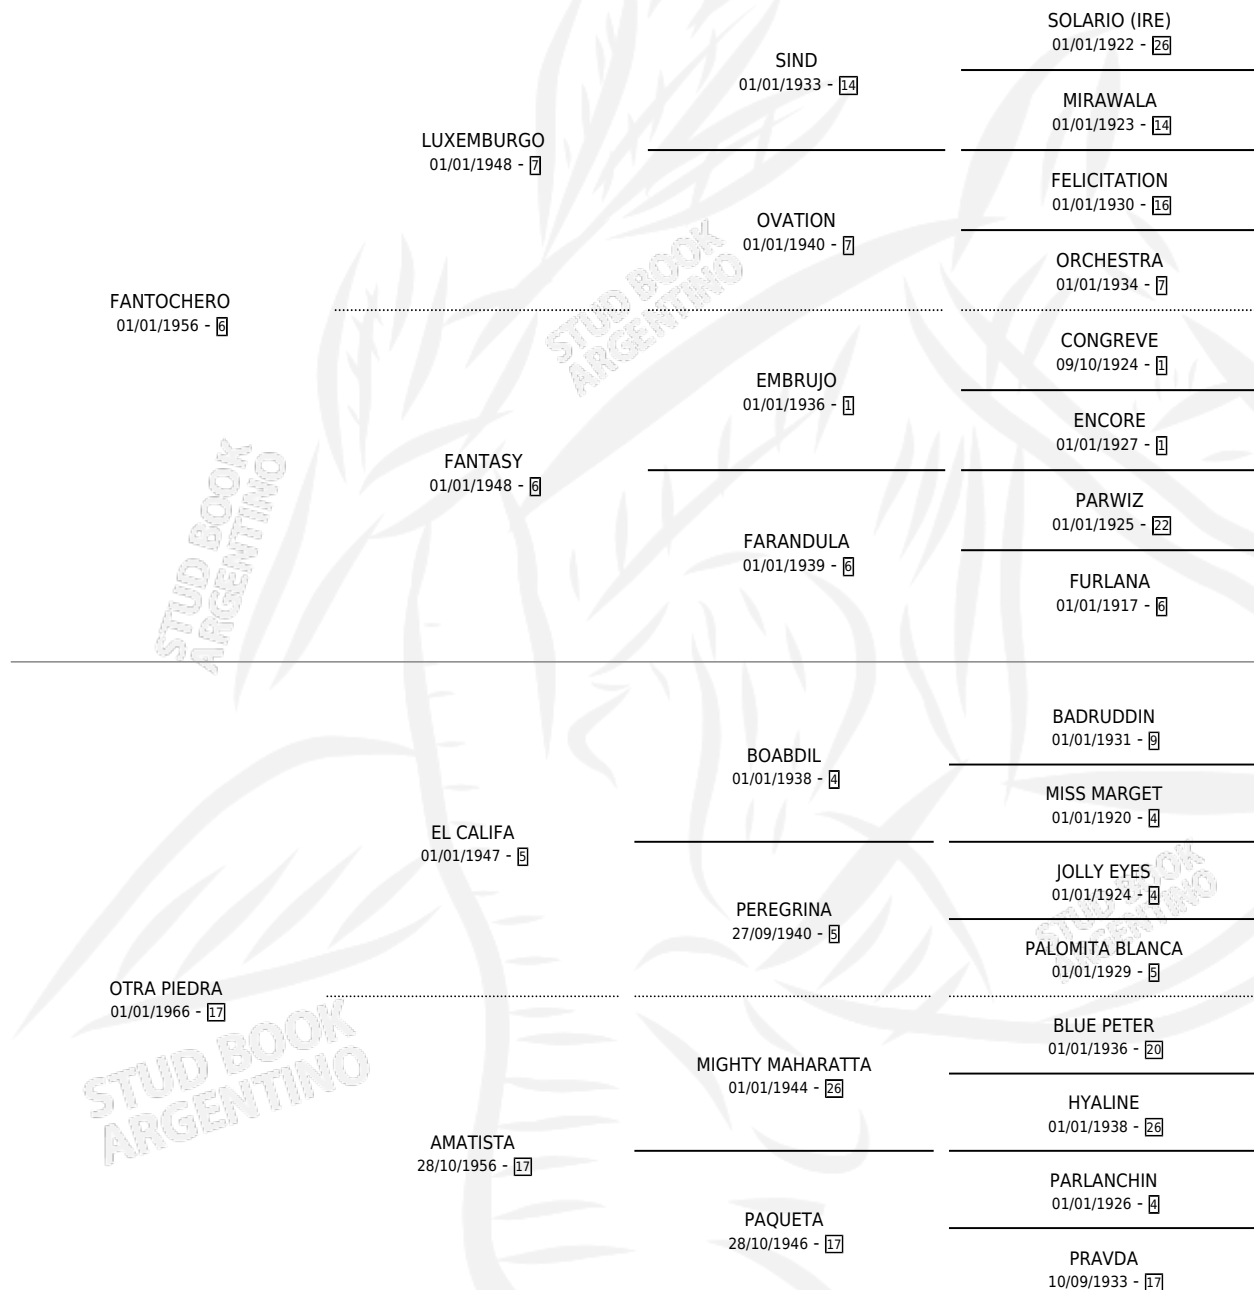 SOLARIO (IRE)
01/01/1922 - 26
SIND
01/01/1933 - 14
MIRAWALA
01/01/1923 - 14
LUXEMBURGO
01/01/1948 - 7
FELICITATION
01/01/1930 - 16
OVATION
01/01/1940 - 7
ORCHESTRA
01/01/1934 - 7
FANTOCHERO
01/01/1956 - 6
CONGREVE
09/10/1924 - 1
EMBRUJO
01/01/1936 - 1
ENCORE
01/01/1927 - 1
FANTASY
01/01/1948 - 6
PARWIZ
01/01/1925 - 22
FARANDULA
01/01/1939 - 6
FURLANA
01/01/1917 - 6
BADRUDDIN
01/01/1931 - 9
BOABDIL
01/01/1938 - 4
MISS MARGET
01/01/1920 - 4
EL CALIFA
01/01/1947 - 5
JOLLY EYES
01/01/1924 - 4
PEREGRINA
27/09/1940 - 5
PALOMITA BLANCA
01/01/1929 - 5
OTRA PIEDRA
01/01/1966 - 17
BLUE PETER
01/01/1936 - 20
MIGHTY MAHARATTA
01/01/1944 - 26
HYALINE
01/01/1938 - 26
AMATISTA
28/10/1956 - 17
PARLANCHIN
01/01/1926 - 4
PAQUETA
28/10/1946 - 17
PRAVDA
10/09/1933 - 17
STUD BOOK
ARGENTINO
STUD BOOK
ARGENTINO
STUD BOOK
ARGENTINO
STUD BOOK
ARGENTINO